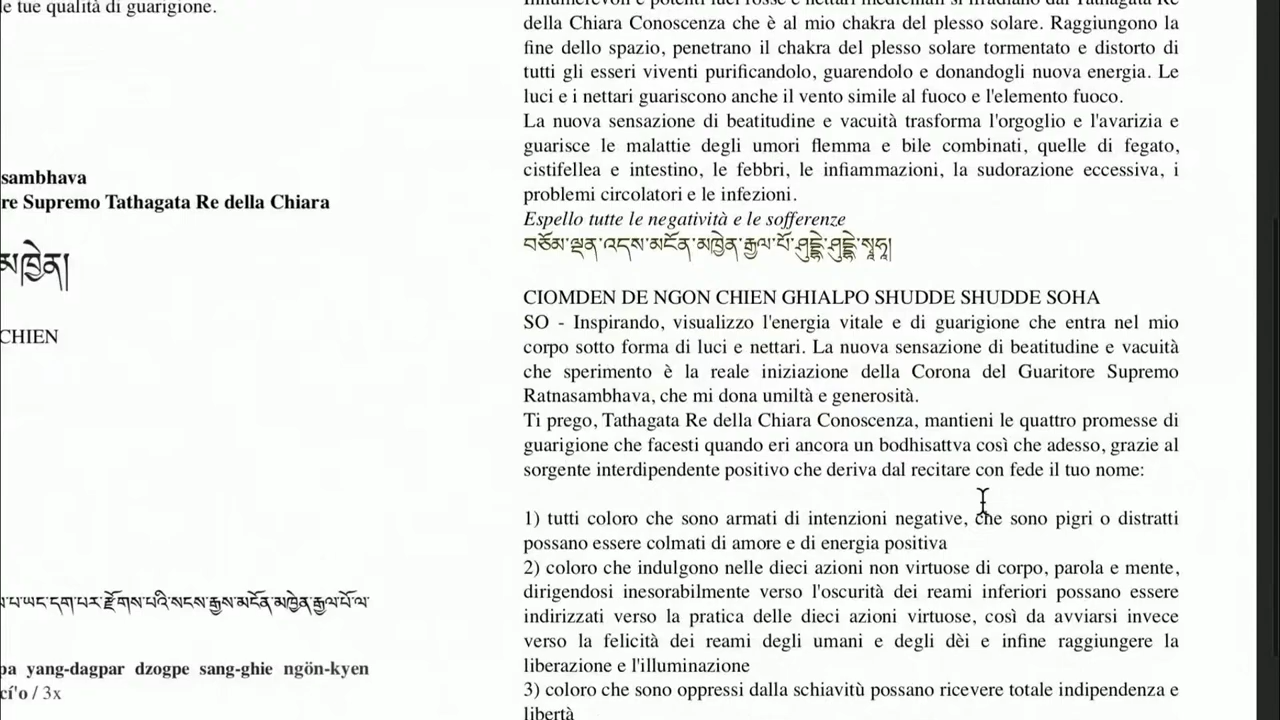 le tue qualità di guarigione.
sambhava
re Supremo Tathagata Re della Chiara
མཁྱེན།
CHIEN
པ་ཡང་དག་པར་རྫོགས་པའི་སངས་རྒྱས་མངོན་མཁྱེན་རྒྱལ་པོ་ལ་
pa yang-dagpar dzogpe sang-ghie ngön-kyen
cí'o / 3x
della Chiara Conoscenza che è al mio chakra del plesso solare. Raggiungono la
fine dello spazio, penetrano il chakra del plesso solare tormentato e distorto di
tutti gli esseri viventi purificandolo, guarendolo e donandogli nuova energia. Le
luci e i nettari guariscono anche il vento simile al fuoco e l'elemento fuoco.
La nuova sensazione di beatitudine e vacuità trasforma l'orgoglio e l'avarizia e
guarisce le malattie degli umori flemma e bile combinati, quelle di fegato,
cistifellea e intestino, le febbri, le infiammazioni, la sudorazione eccessiva, i
problemi circolatori e le infezioni.
Espello tutte le negatività e le sofferenze
བཅོམ་ལྡན་འདས་མངོན་མཁྱེན་རྒྱལ་པོ་ཤུདྡྷེ་ཤུདྡྷེ་སྭཱཧཱ།
CIOMDEN DE NGON CHIEN GHIALPO SHUDDE SHUDDE SOHA
SO - Inspirando, visualizzo l'energia vitale e di guarigione che entra nel mio
corpo sotto forma di luci e nettari. La nuova sensazione di beatitudine e vacuità
che sperimento è la reale iniziazione della Corona del Guaritore Supremo
Ratnasambhava, che mi dona umiltà e generosità.
Ti prego, Tathagata Re della Chiara Conoscenza, mantieni le quattro promesse di
guarigione che facesti quando eri ancora un bodhisattva così che adesso, grazie al
sorgente interdipendente positivo che deriva dal recitare con fede il tuo nome:
1) tutti coloro che sono armati di intenzioni negative, che sono pigri o distratti
possano essere colmati di amore e di energia positiva
2) coloro che indulgono nelle dieci azioni non virtuose di corpo, parola e mente,
dirigendosi inesorabilmente verso l'oscurità dei reami inferiori possano essere
indirizzati verso la pratica delle dieci azioni virtuose, così da avviarsi invece
verso la felicità dei reami degli umani e degli dèi e infine raggiungere la
liberazione e l'illuminazione
3) coloro che sono oppressi dalla schiavitù possano ricevere totale indipendenza e
libertà